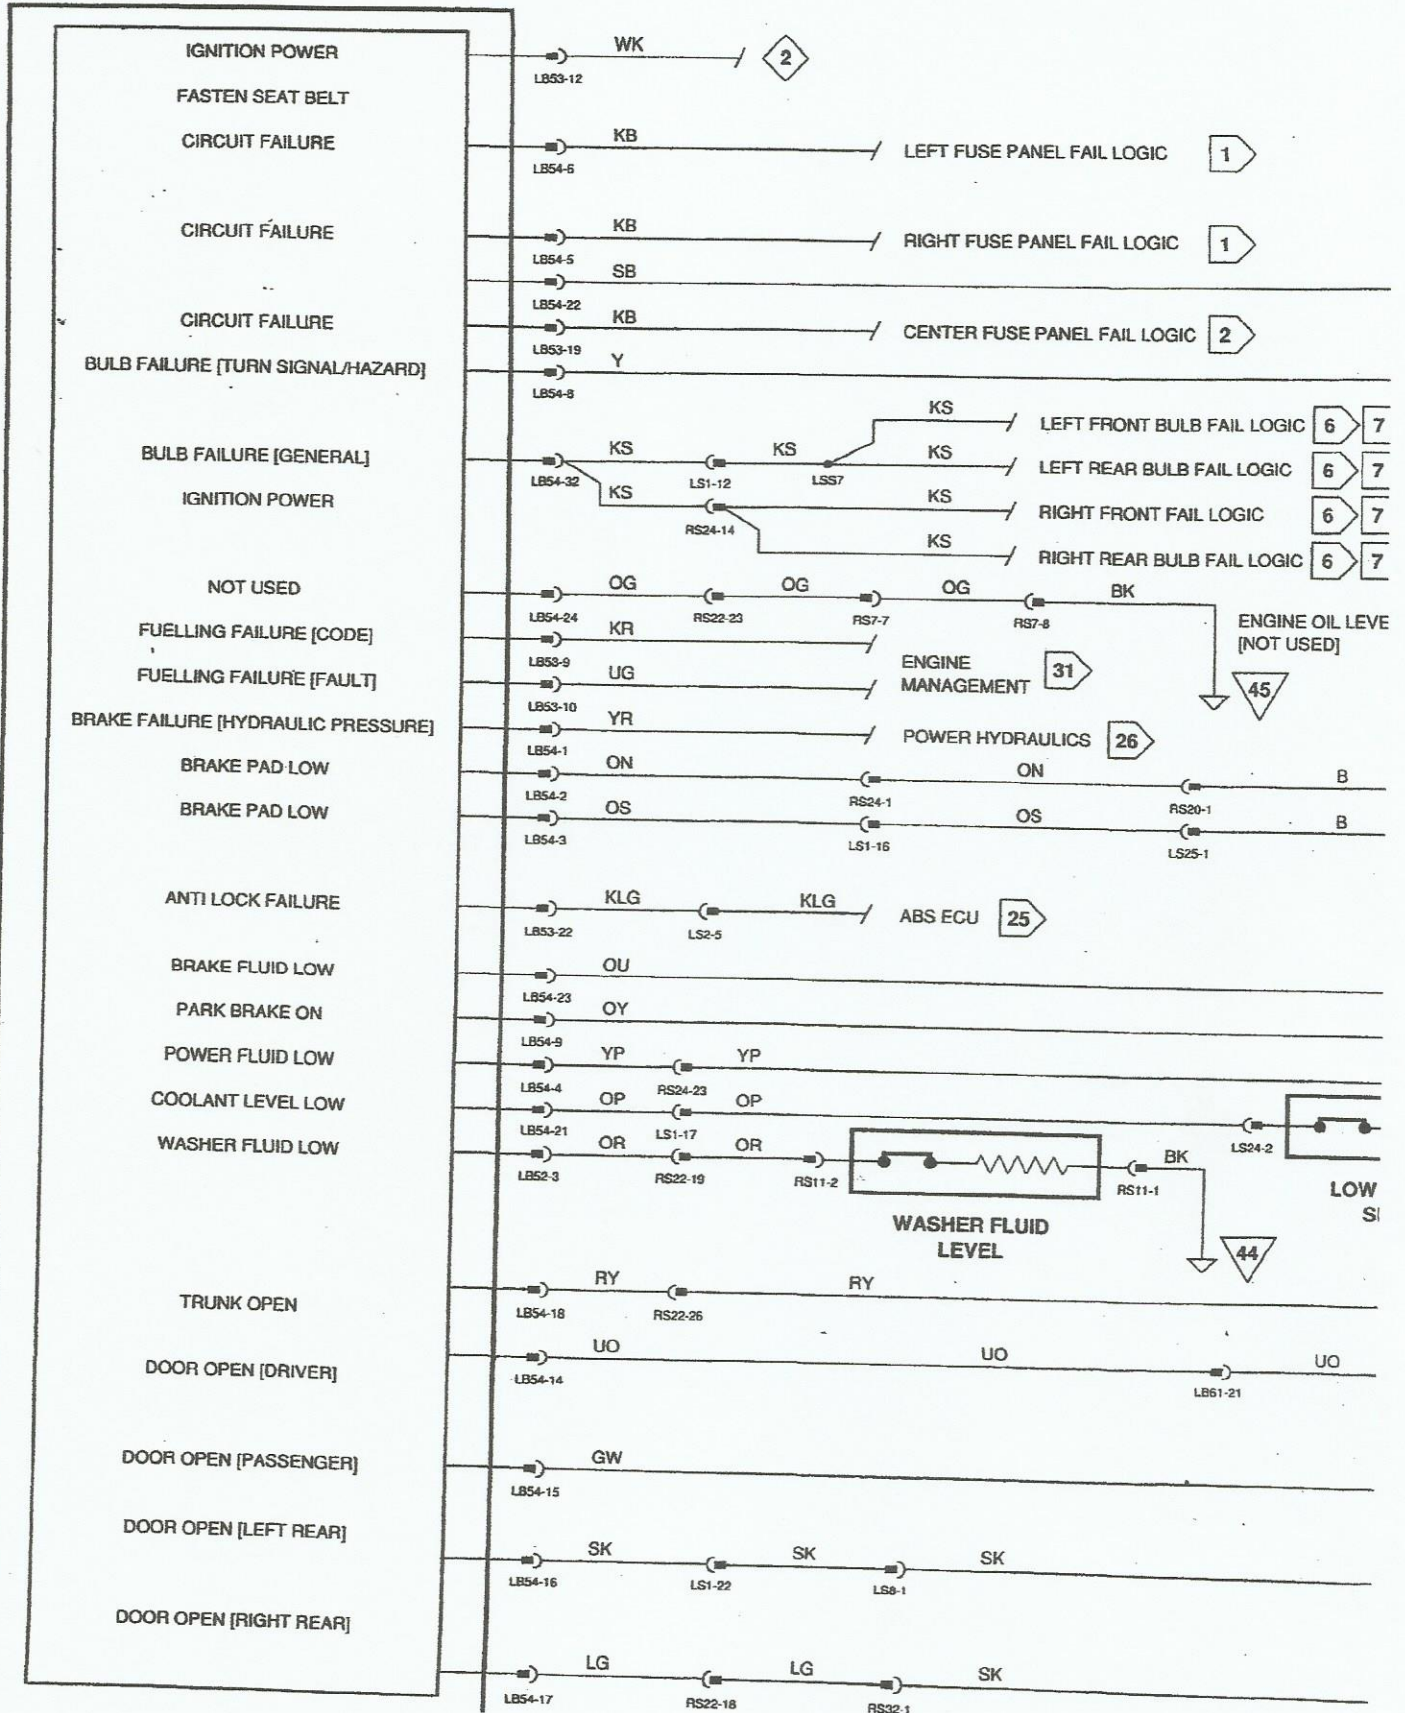 IGNITION POWER
WK
2
LB53-12
FASTEN SEAT BELT
CIRCUIT FAILURE
KB
LEFT FUSE PANEL FAIL LOGIC
1
LB54-6
CIRCUIT FAILURE
KB
RIGHT FUSE PANEL FAIL LOGIC
1
LB54-5
SB
LB54-22
CIRCUIT FAILURE
KB
CENTER FUSE PANEL FAIL LOGIC
2
LB53-19
BULB FAILURE [TURN SIGNAL/HAZARD]
Y
LB54-8
KS
LEFT FRONT BULB FAIL LOGIC
6
7
BULB FAILURE [GENERAL]
KS
KS
KS
LEFT REAR BULB FAIL LOGIC
6
7
LB54-32
LS1-12
LSS7
IGNITION POWER
KS
KS
RIGHT FRONT FAIL LOGIC
6
7
RS24-14
KS
RIGHT REAR BULB FAIL LOGIC
6
7
NOT USED
OG
OG
OG
BK
LB54-24
RS22-23
RS7-7
RS7-8
ENGINE OIL LEVE
[NOT USED]
FUELLING FAILURE [CODE]
KR
LB53-9
ENGINE
MANAGEMENT
31
45
FUELLING FAILURE [FAULT]
UG
LB53-10
BRAKE FAILURE [HYDRAULIC PRESSURE]
YR
POWER HYDRAULICS
26
LB54-1
BRAKE PAD LOW
ON
ON
B
LB54-2
RS24-1
RS20-1
BRAKE PAD LOW
OS
OS
B
LB54-3
LS1-16
LS25-1
ANTI LOCK FAILURE
KLG
KLG
ABS ECU
25
LB53-22
LS2-5
BRAKE FLUID LOW
OU
LB54-23
PARK BRAKE ON
OY
LB54-9
POWER FLUID LOW
YP
YP
LB54-4
RS24-23
COOLANT LEVEL LOW
OP
OP
LB54-21
LS1-17
LS24-2
LOW
WASHER FLUID LOW
OR
OR
BK
LB52-3
RS22-19
RS11-2
RS11-1
WASHER FLUID
LEVEL
44
TRUNK OPEN
RY
RY
LB54-18
RS22-26
DOOR OPEN [DRIVER]
UO
UO
UO
LB54-14
LB61-21
DOOR OPEN [PASSENGER]
GW
LB54-15
DOOR OPEN [LEFT REAR]
SK
SK
SK
LB54-16
LS1-22
LS8-1
DOOR OPEN [RIGHT REAR]
LG
LG
SK
LB54-17
RS22-18
RS32-1